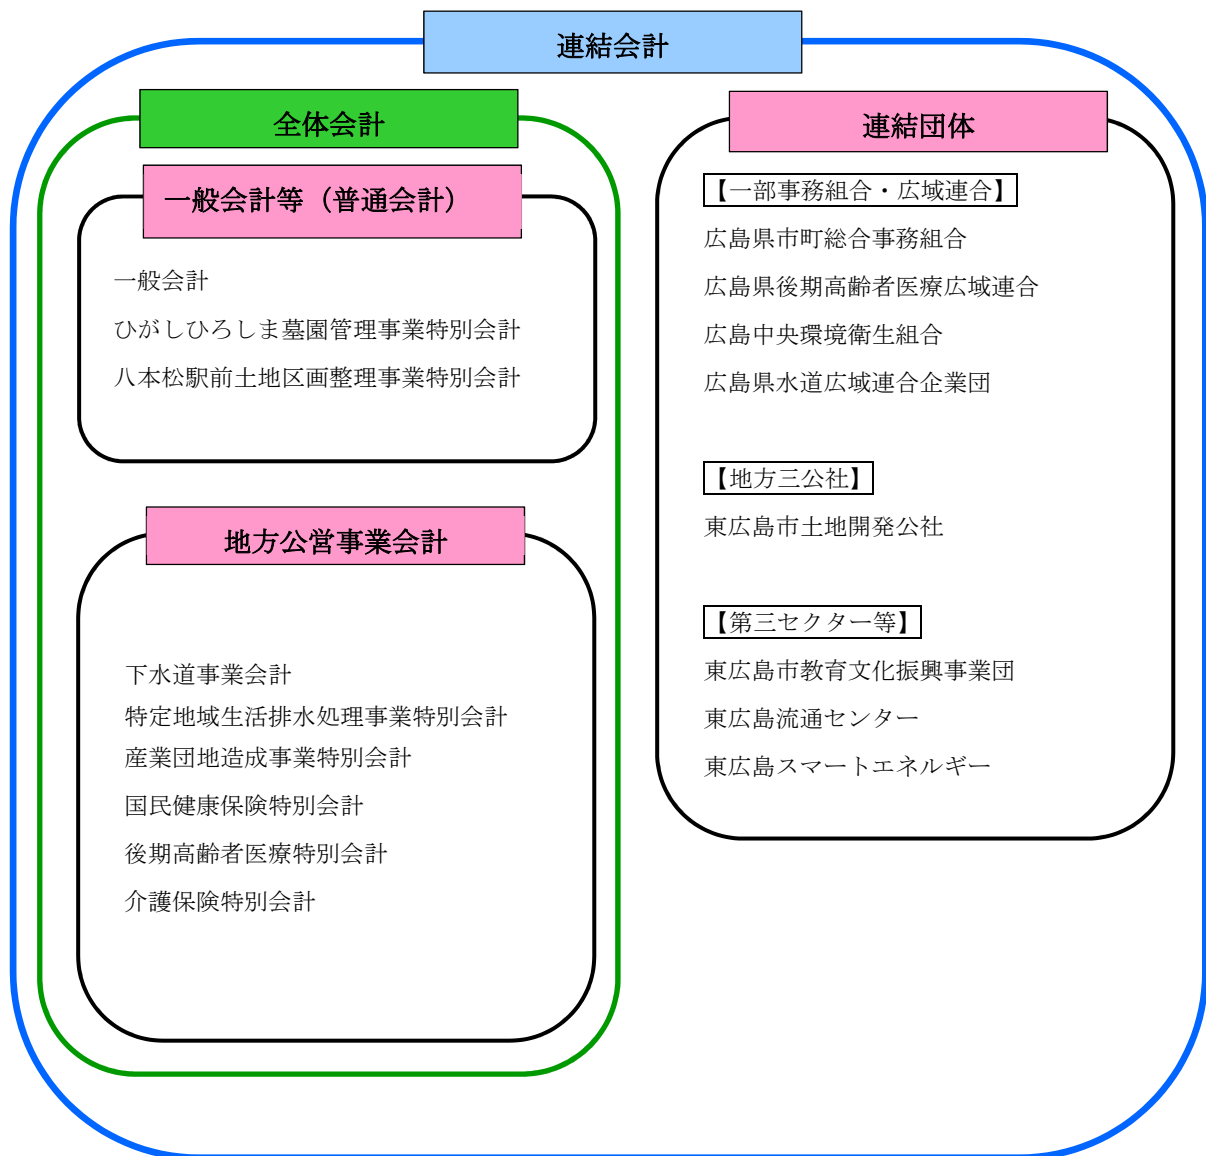 連結会計
全体会計
一般会計等（普通会計）
一般会計
ひがしひろしま墓園管理事業特別会計
八本松駅前土地区画整理事業特別会計
地方公営事業会計
下水道事業会計
特定地域生活排水処理事業特別会計
産業団地造成事業特別会計
国民健康保険特別会計
後期高齢者医療特別会計
介護保険特別会計
連結団体
【一部事務組合・広域連合】
広島県市町総合事務組合
広島県後期高齢者医療広域連合
広島中央環境衛生組合
広島県水道広域連合企業団
【地方三公社】
東広島市土地開発公社
【第三セクター等】
東広島市教育文化振興事業団
東広島流通センター
東広島スマートエネルギー